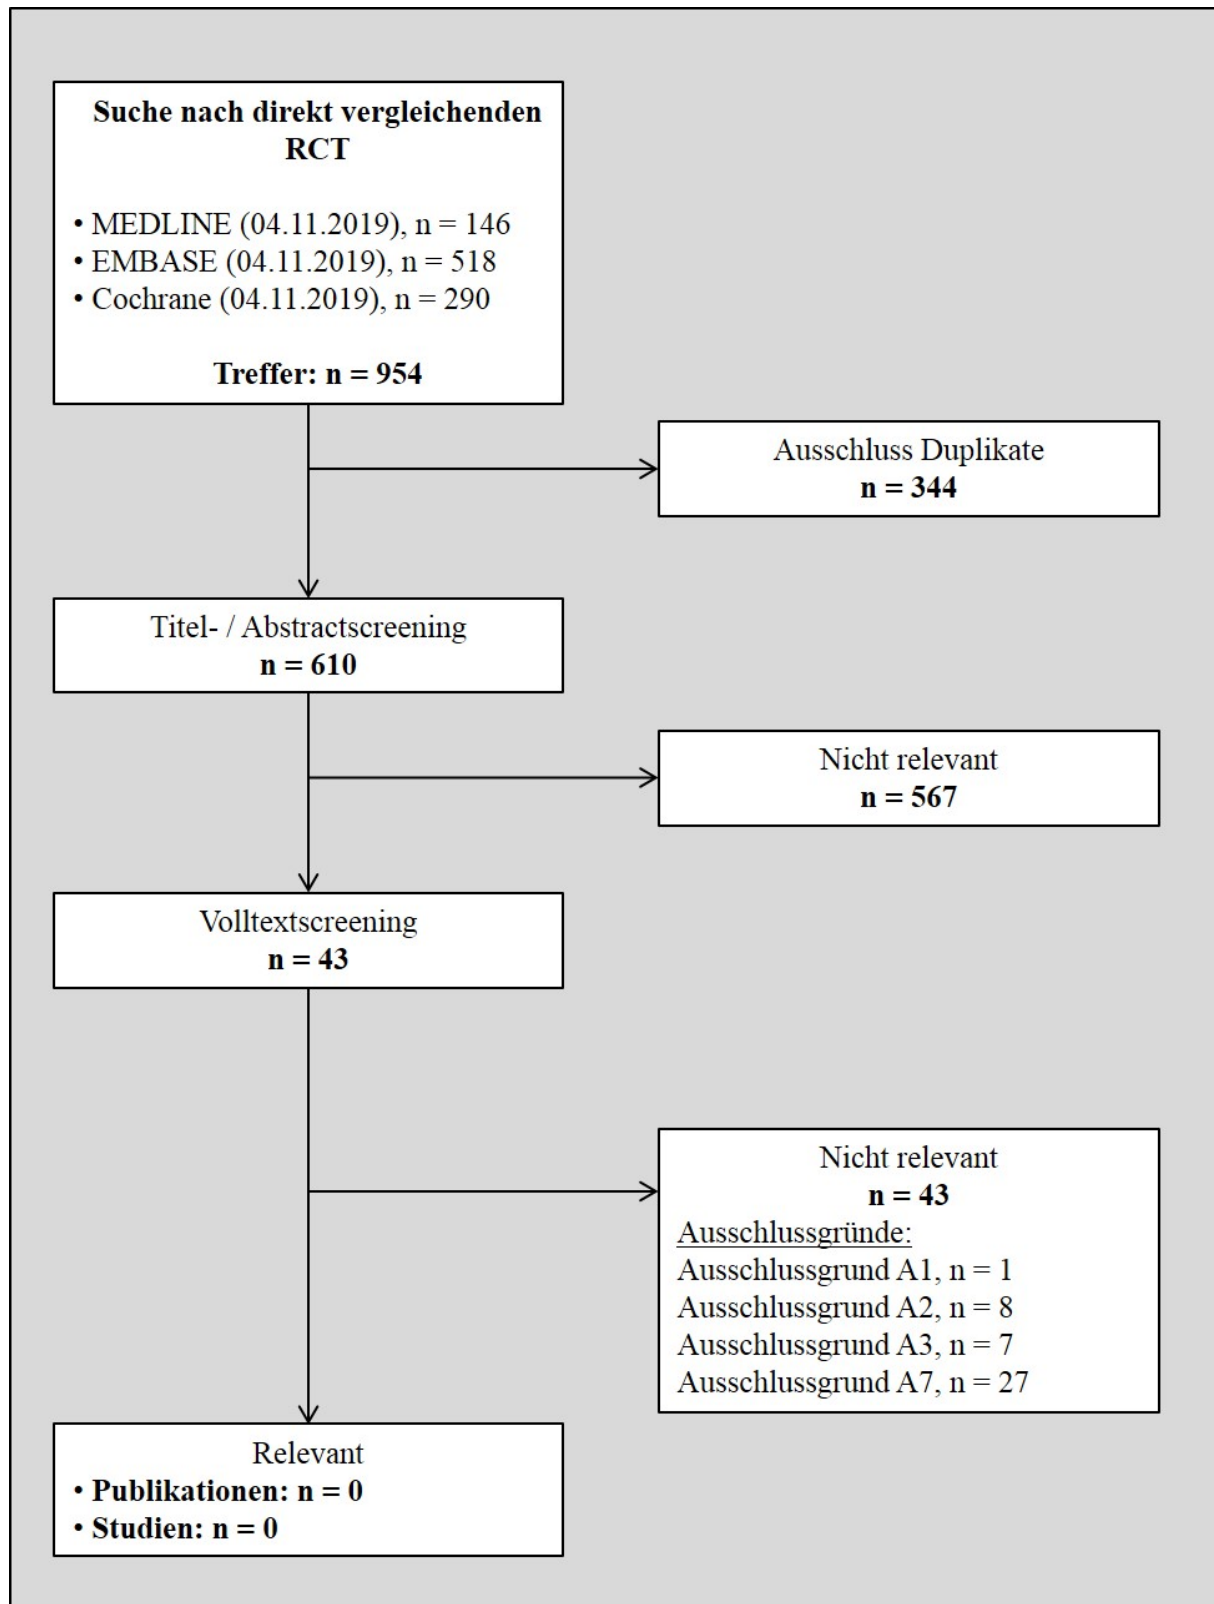 Suche nach direkt vergleichenden
RCT
• MEDLINE (04.11.2019), n = 146
• EMBASE (04.11.2019), n = 518
• Cochrane (04.11.2019), n = 290
Treffer: n = 954
Ausschluss Duplikate
n = 344
Titel- / Abstractscreening
n = 610
Nicht relevant
n = 567
Volltextscreening
n = 43
Nicht relevant
n = 43
Ausschlussgründe:
Ausschlussgrund A1, n = 1
Ausschlussgrund A2, n = 8
Ausschlussgrund A3, n = 7
Ausschlussgrund A7, n = 27
Relevant
• Publikationen: n = 0
• Studien: n = 0